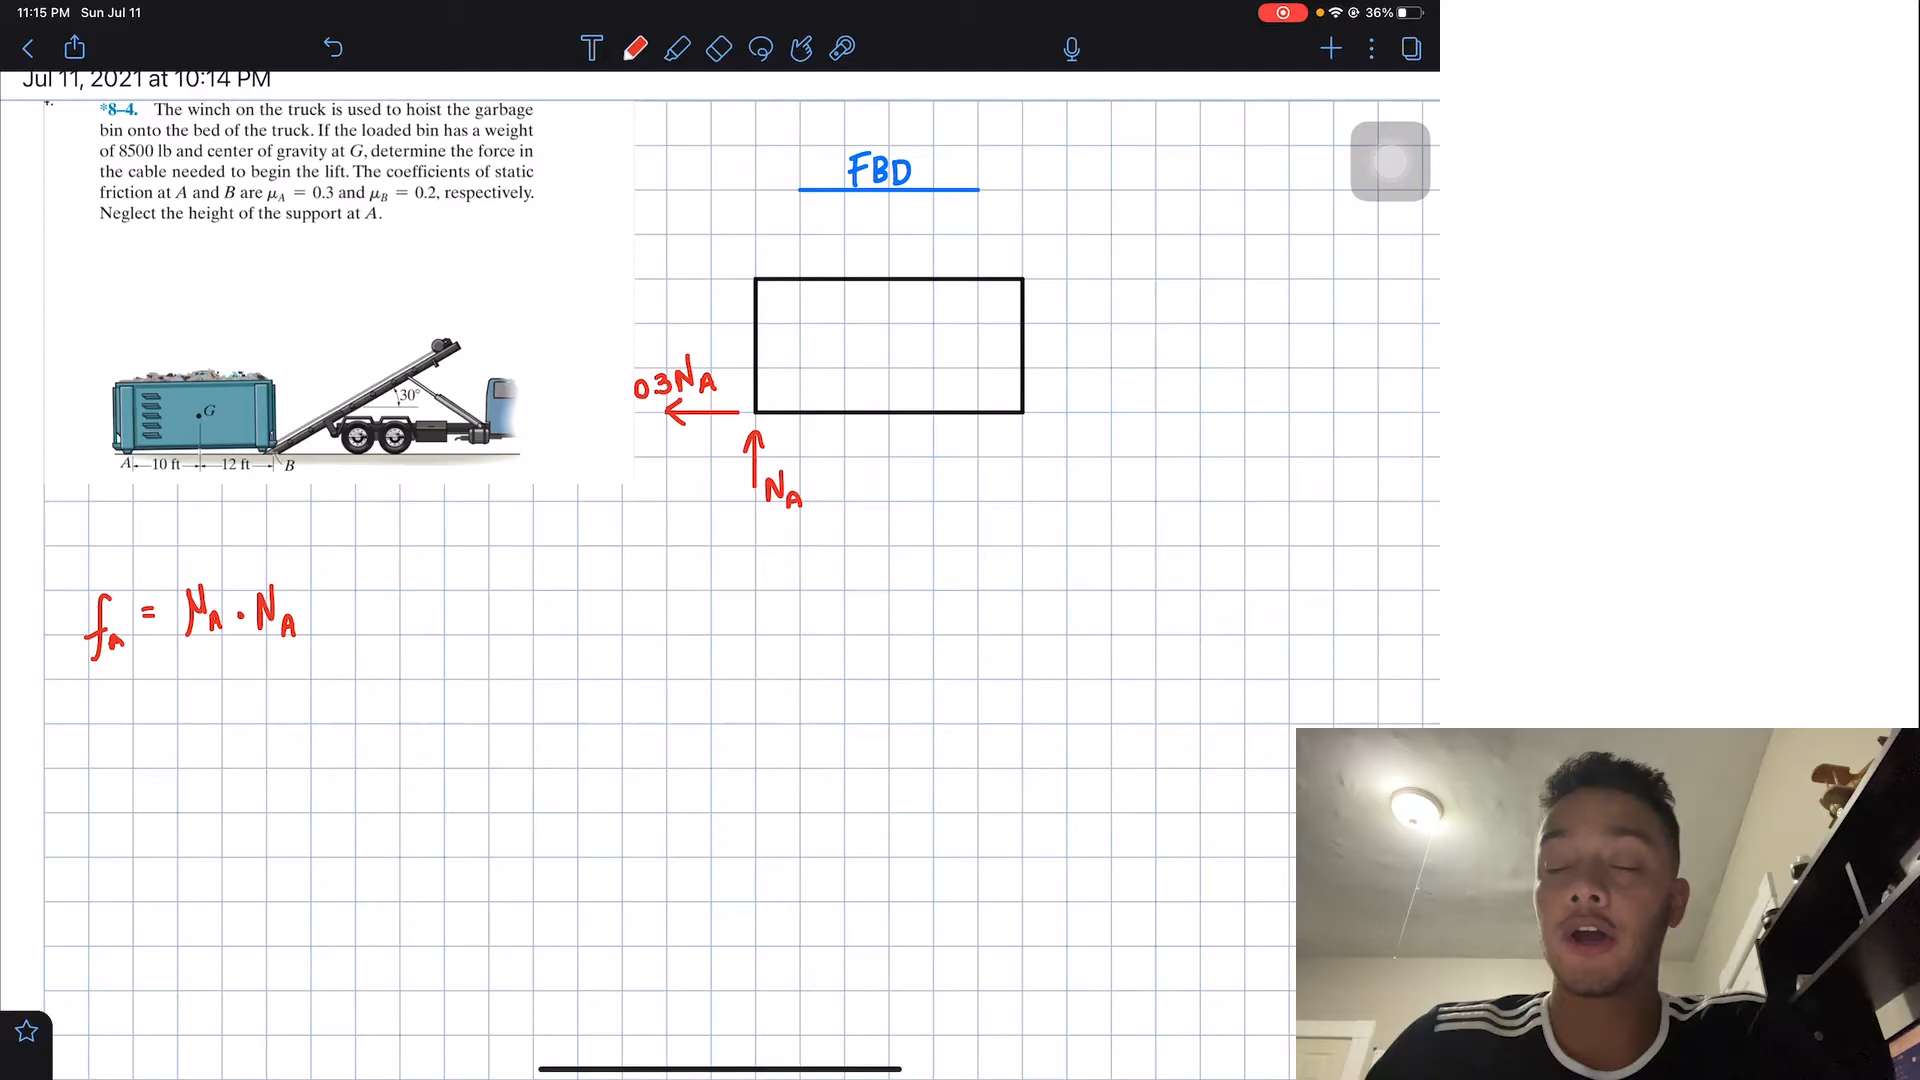 11:15 PM Sun Jul 11
36%
Jul 11, 2021 at 10:14 PM
*8–4. The winch on the truck is used to hoist the garbage
bin onto the bed of the truck. If the loaded bin has a weight
of 8500 lb and center of gravity at G, determine the force in
the cable needed to begin the lift. The coefficients of static
friction at A and B are μA = 0.3 and μB = 0.2, respectively.
Neglect the height of the support at A.
FBD
0.3NA
NA
30°
G
A 10 ft 12 ft B
fA = μA · NA